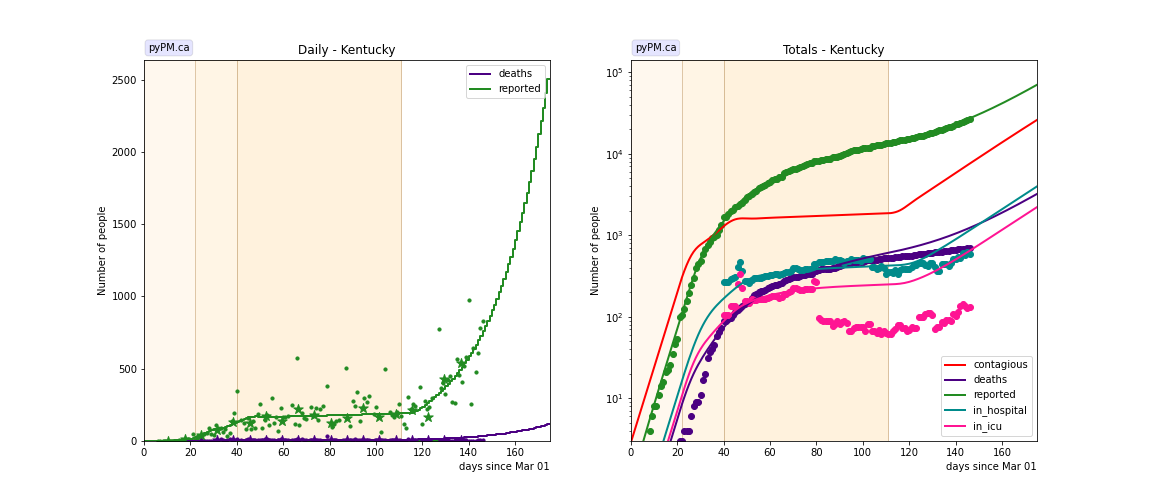 pyPM.ca
Daily - Kentucky
deaths
reported
Number of people
0
500
1000
1500
2000
2500
0 20 40 60 80 100 120 140 160
days since Mar 01
pyPM.ca
Totals - Kentucky
Number of people
10^5
10^4
10^3
10^2
10^1
contagious
deaths
reported
in_hospital
in_icu
0 20 40 60 80 100 120 140 160
days since Mar 01